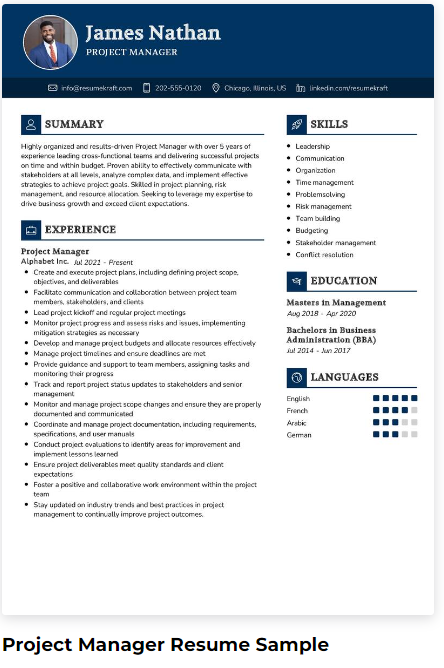 James Nathan
PROJECT MANAGER
info@resumekraft.com 202-555-0120 Chicago, Illinois, US linkedin.com/resumekraft
SUMMARY
Highly organized and results-driven Project Manager with over 5 years of
experience leading cross-functional teams and delivering successful projects
on time and within budget. Proven ability to effectively communicate with
stakeholders at all levels, analyze complex data, and implement effective
strategies to achieve project goals. Skilled in project planning, risk
management, and resource allocation. Seeking to leverage my expertise to
drive business growth and exceed client expectations.
EXPERIENCE
Project Manager
Alphabet Inc. Jul 2021 - Present
• Create and execute project plans, including defining project scope,
objectives, and deliverables
• Facilitate communication and collaboration between project team
members, stakeholders, and clients
• Lead project kickoff and regular project meetings
• Monitor project progress and assess risks and issues, implementing
mitigation strategies as necessary
• Develop and manage project budgets and allocate resources effectively
• Manage project timelines and ensure deadlines are met
• Provide guidance and support to team members, assigning tasks and
monitoring their progress
• Track and report project status updates to stakeholders and senior
management
• Monitor and manage project scope changes and ensure they are properly
documented and communicated
• Coordinate and manage project documentation, including requirements,
specifications, and user manuals
• Conduct project evaluations to identify areas for improvement and
implement lessons learned
• Ensure project deliverables meet quality standards and client
expectations
• Foster a positive and collaborative work environment within the project
team
• Stay updated on industry trends and best practices in project
management to continually improve project outcomes.
SKILLS
• Leadership
• Communication
• Organization
• Time management
• Problemsolving
• Risk management
• Team building
• Budgeting
• Stakeholder management
• Conflict resolution
EDUCATION
Masters in Management
Aug 2018 - Apr 2020
Bachelors in Business
Administration (BBA)
Jul 2014 - Jun 2017
LANGUAGES
English
French
Arabic
German
Project Manager Resume Sample